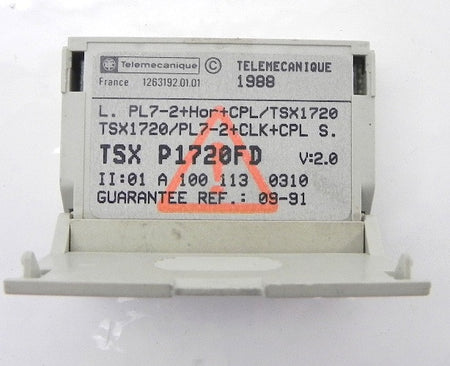 Telemecanique © TELEMECANIQUE
France 1263192.01.01 1988
L. PL7-2+Hor+CPL/TSX1720
TSX1720/PL7-2+CLK+CPL S.
TSX P1720FD V:2.0
II:01 A 100 113 0310
GUARANTEE REF.: 09-91